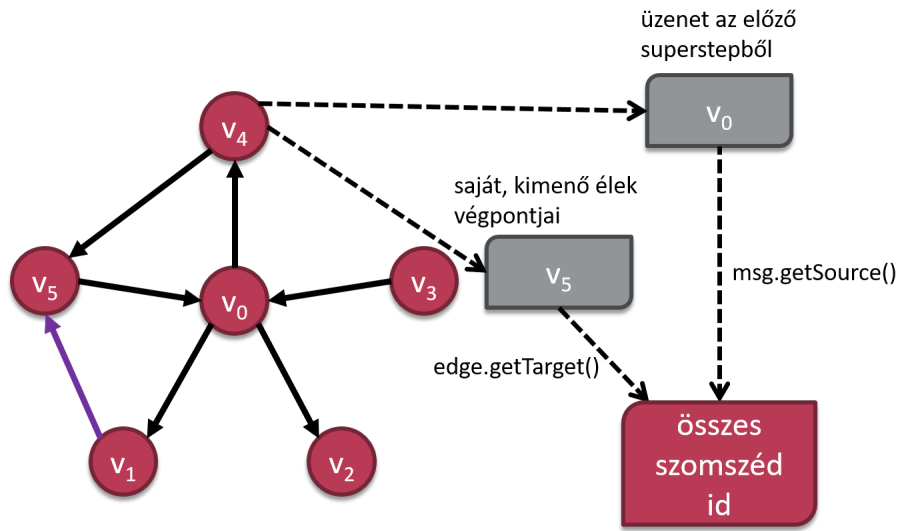 üzenet az előző
superstepből
v₀
v₄
saját, kimenő élek
végpontjai
v₅
v₅
v₀
v₃
msg.getSource()
edge.getTarget()
összes
szomszéd
id
v₁
v₂